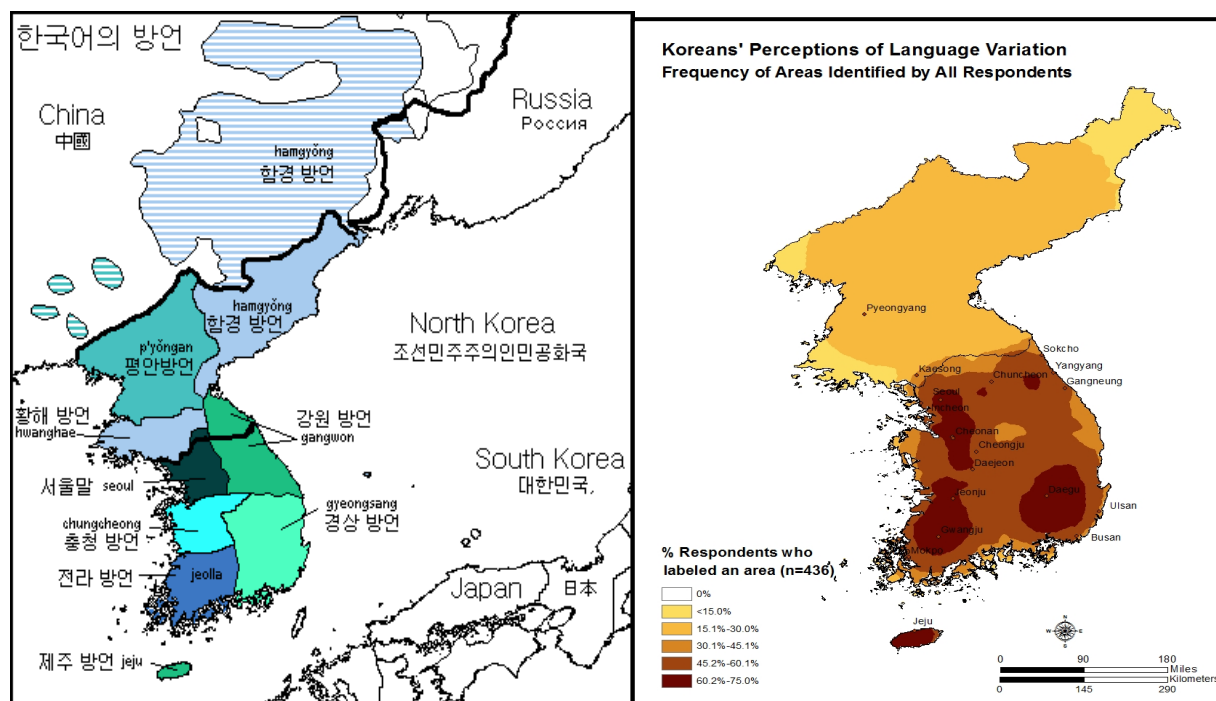 한국어의 방언
China
中國
Russia
Россия
hamgyǒng
함경 방언
hamgyǒng
함경 방언
p'yǒngan
평안방언
North Korea
조선민주주의인민공화국
황해 방언
hwanghae
강원 방언
gangwon
서울말 seoul
South Korea
대한민국,
gyeongsang
경상 방언
chungcheong
충청 방언
전라 방언
jeolla
Japan 日本
제주 방언 jeju
Koreans' Perceptions of Language Variation
Frequency of Areas Identified by All Respondents
Pyeongyang
Sokcho
Kaesong
Yangyang
Chuncheon
Gangneung
Seoul
Incheon
Cheonan
Cheongju
Daejeon
Jeonju
Daegu
Ulsan
Gwangju
Busan
Mokpo
% Respondents who
labeled an area (n=436)
0%
<15.0%
15.1%-30.0%
30.1%-45.1%
45.2%-60.1%
60.2%-75.0%
Jeju
N
W E
S
0 90 180
Miles
Kilometers
0 145 290